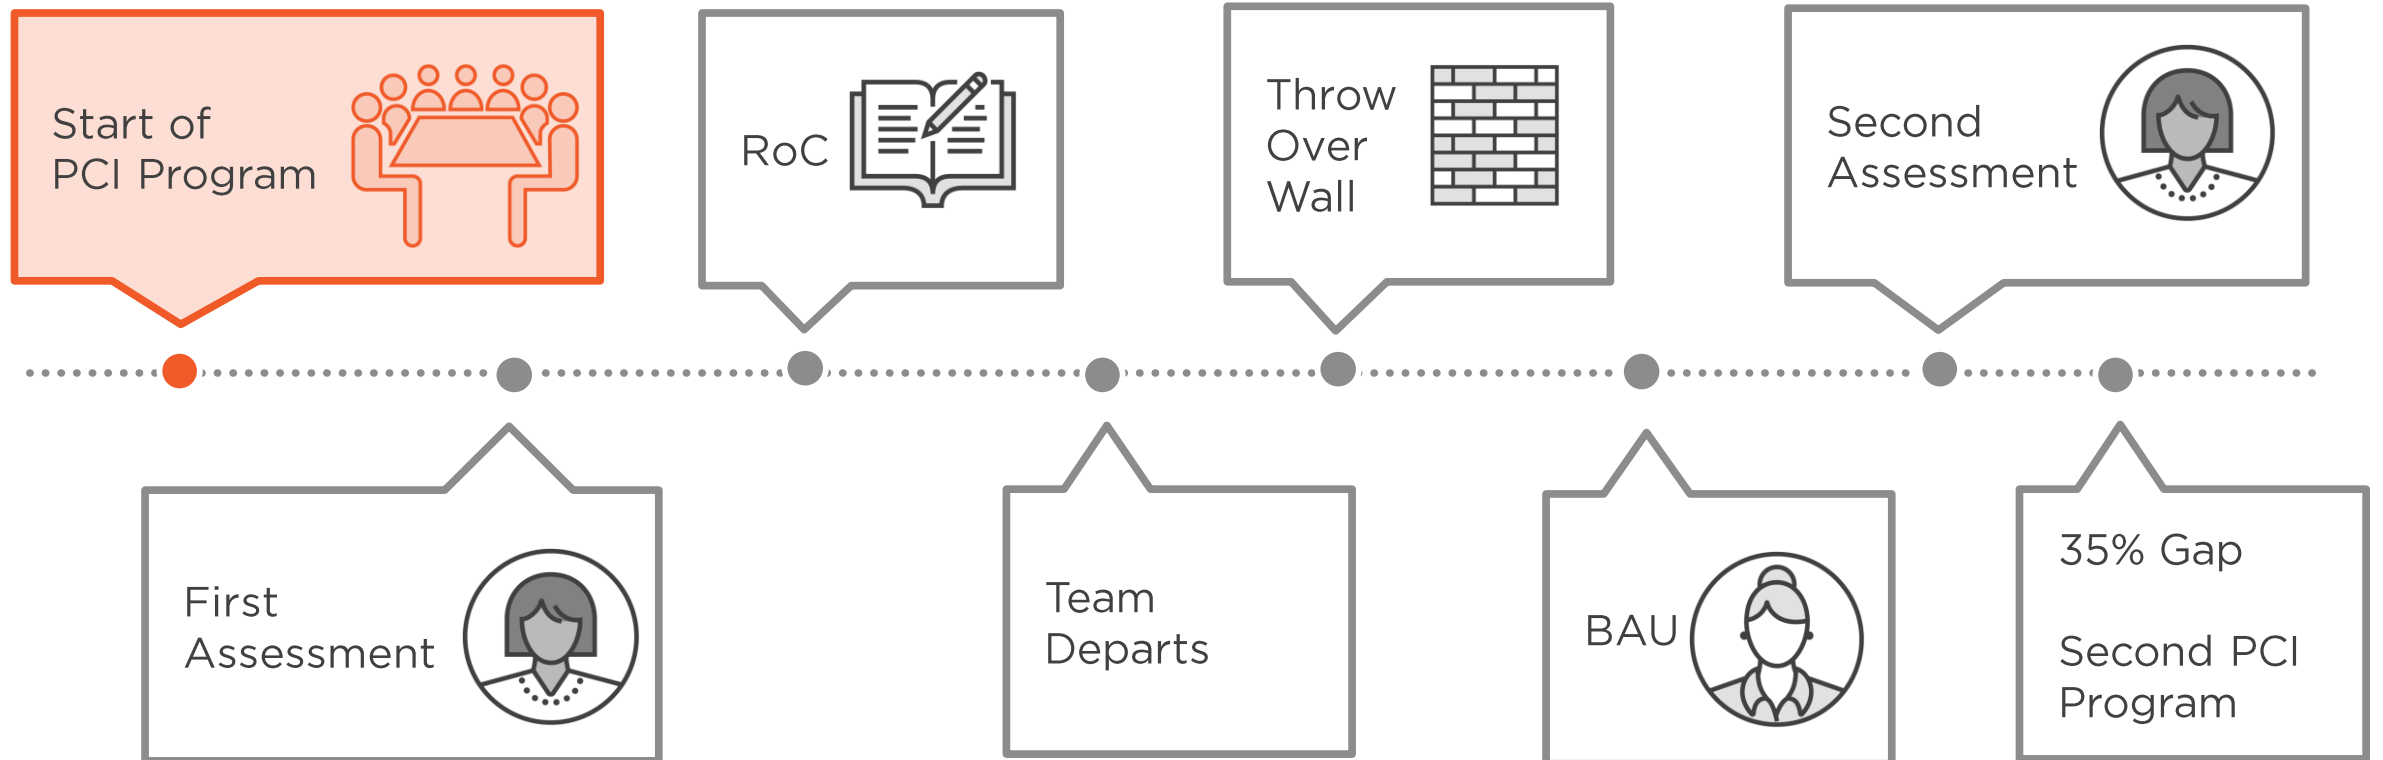 Start of
PCI Program
First
Assessment
RoC
Team
Departs
Throw
Over
Wall
BAU
Second
Assessment
35% Gap
Second PCI
Program